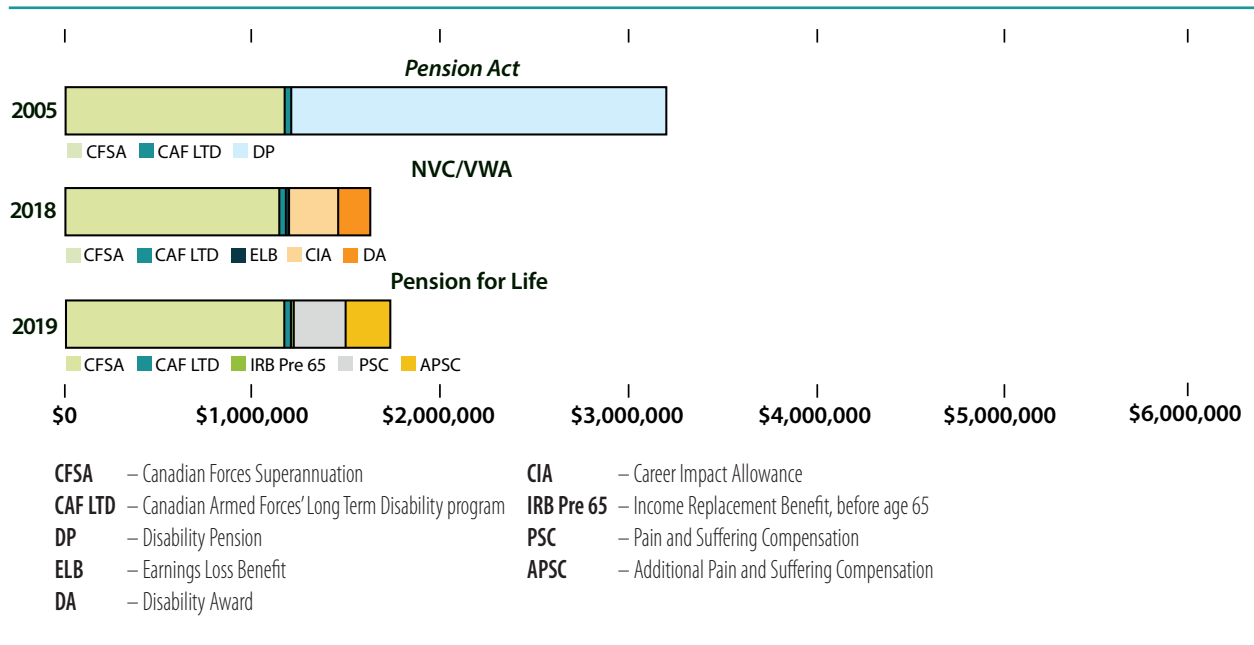 Pension Act
2005
CFSA CAF LTD DP
NVC/VWA
2018
CFSA CAF LTD ELB CIA DA
Pension for Life
2019
CFSA CAF LTD IRB Pre 65 PSC APSC
$0 $1,000,000 $2,000,000 $3,000,000 $4,000,000 $5,000,000 $6,000,000
CFSA – Canadian Forces Superannuation
CAF LTD – Canadian Armed Forces’ Long Term Disability program
DP – Disability Pension
ELB – Earnings Loss Benefit
DA – Disability Award
CIA – Career Impact Allowance
IRB Pre 65 – Income Replacement Benefit, before age 65
PSC – Pain and Suffering Compensation
APSC – Additional Pain and Suffering Compensation